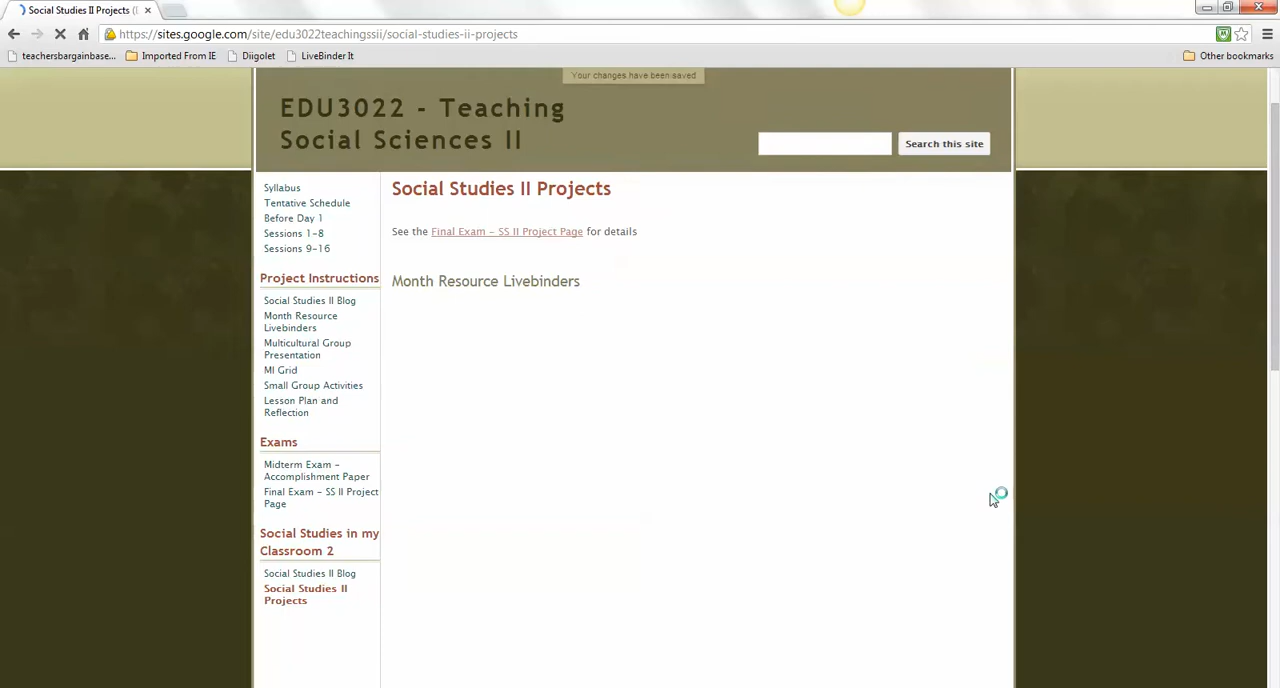 Social Studies II Projects (
https://sites.google.com/site/edu3022teachingssii/social-studies-ii-projects
teachersbargainbase...
Imported From IE
Diigolet
LiveBinder It
Other bookmarks
Your changes have been saved
EDU3022 - Teaching
Social Sciences II
Search this site
Syllabus
Tentative Schedule
Before Day 1
Sessions 1-8
Sessions 9-16
Project Instructions
Social Studies II Blog
Month Resource
Livebinders
Multicultural Group
Presentation
MI Grid
Small Group Activities
Lesson Plan and
Reflection
Exams
Midterm Exam -
Accomplishment Paper
Final Exam - SS II Project
Page
Social Studies in my
Classroom 2
Social Studies II Blog
Social Studies II
Projects
Social Studies II Projects
See the Final Exam - SS II Project Page for details
Month Resource Livebinders